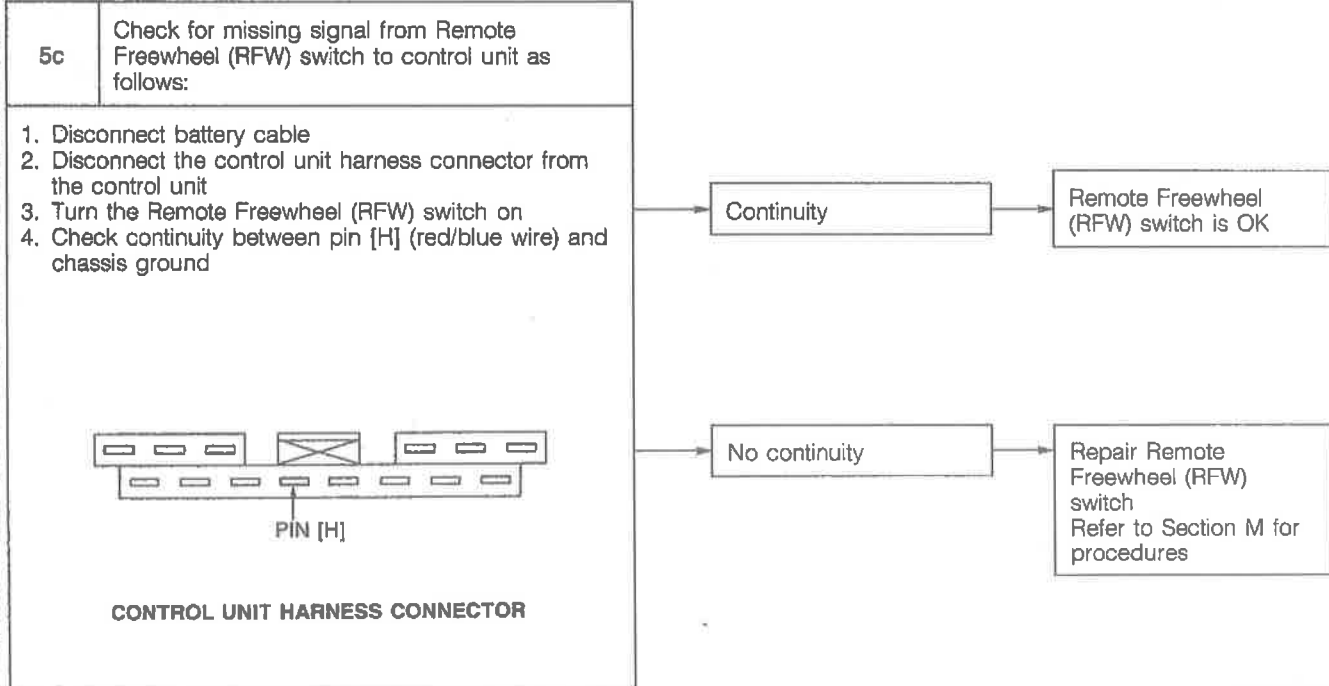 5c
Check for missing signal from Remote
Freewheel (RFW) switch to control unit as
follows:
1. Disconnect battery cable
2. Disconnect the control unit harness connector from
the control unit
3. Turn the Remote Freewheel (RFW) switch on
4. Check continuity between pin [H] (red/blue wire) and
chassis ground
PIN [H]
CONTROL UNIT HARNESS CONNECTOR
Continuity
Remote Freewheel
(RFW) switch is OK
No continuity
Repair Remote
Freewheel (RFW)
switch
Refer to Section M for
procedures